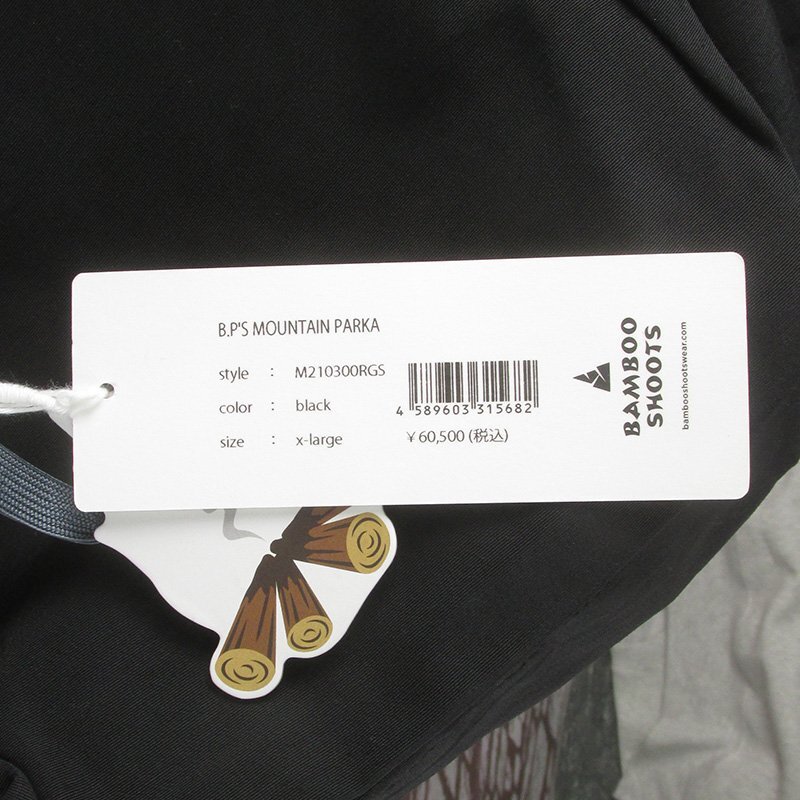 B.P'S MOUNTAIN PARKA
style : M210300RGS
color : black
size : x-large
4 589603 315682
¥60,500 (税込)
BAMBOO
SHOOTS
bambooshootswear.com